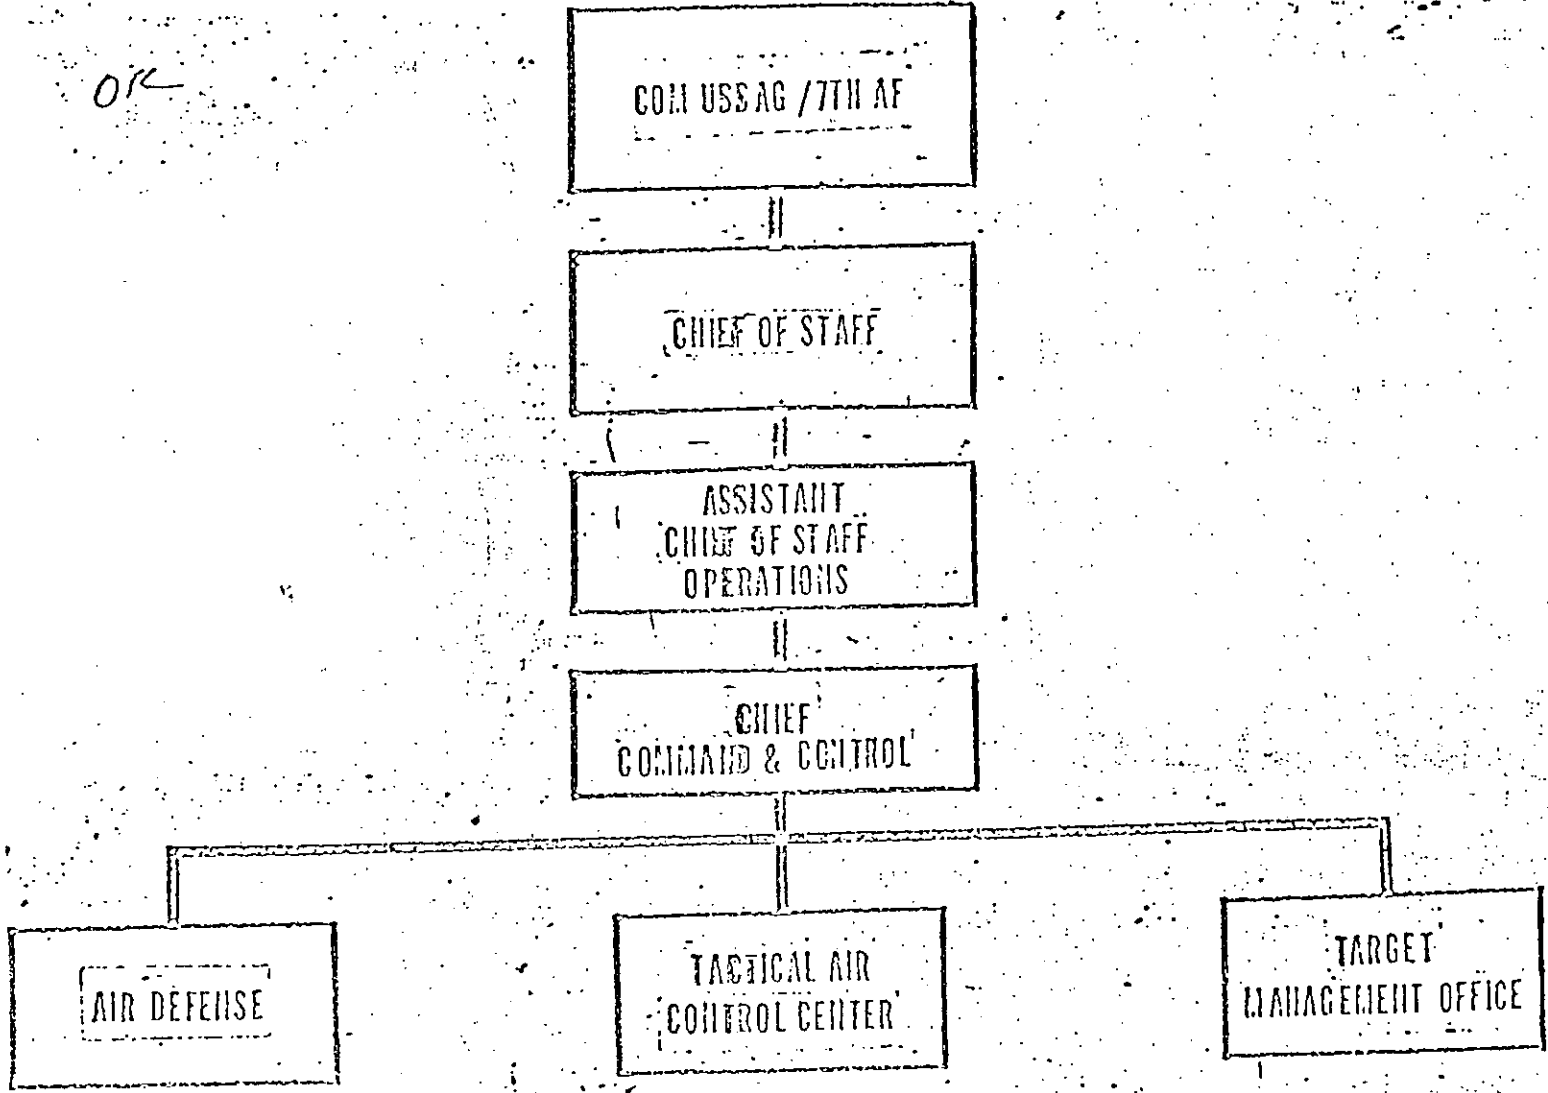 OK
COM USSAG / 7TH AF
CHIEF OF STAFF
ASSISTANT
CHIEF OF STAFF
OPERATIONS
CHIEF
COMMAND & CONTROL
AIR DEFENSE
TACTICAL AIR
CONTROL CENTER
TARGET
MANAGEMENT OFFICE